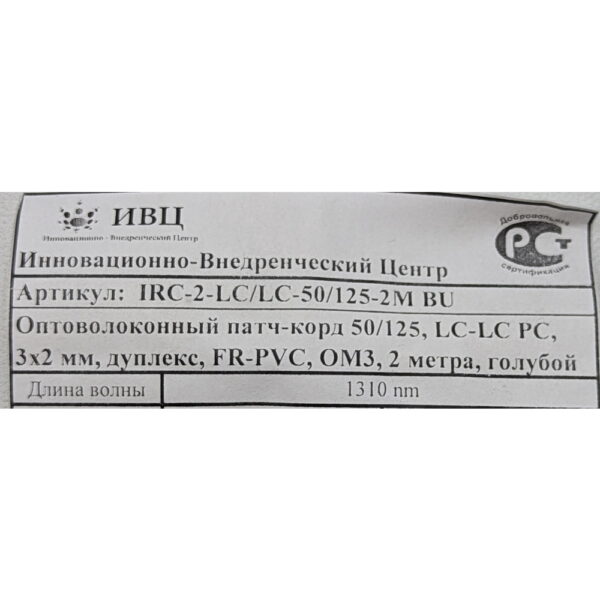 ИВЦ
Инновационно - Внедренческий Центр
Добровольная
РСТ
сертификация
Инновационно-Внедренческий Центр
Артикул: IRC-2-LC/LC-50/125-2M BU
Оптоволоконный патч-корд 50/125, LC-LC PC,
3x2 мм, дуплекс, FR-PVC, OM3, 2 метра, голубой
Длина волны 1310 nm